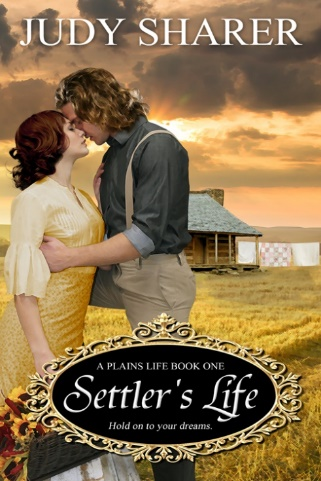 JUDY SHARER
A PLAINS LIFE BOOK ONE
Settler's Life
Hold on to your dreams.